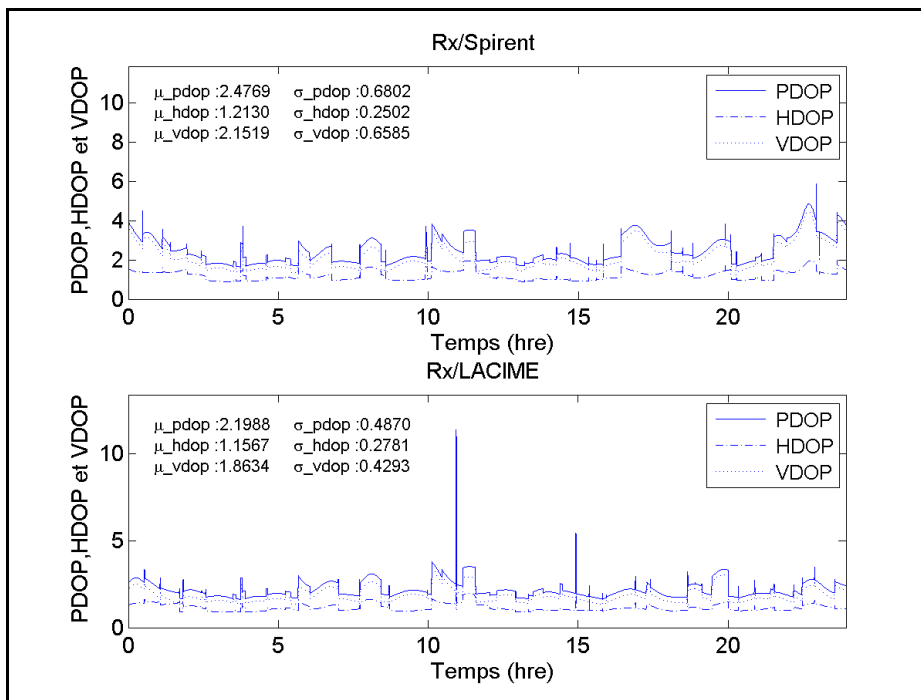 Rx/Spirent
PDOP,HDOP et VDOP
10
8
6
4
2
0
μ_pdop :2.4769 σ_pdop :0.6802
μ_hdop :1.2130 σ_hdop :0.2502
μ_vdop :2.1519 σ_vdop :0.6585
PDOP
HDOP
VDOP
0 5 10 15 20
Temps (hre)
Rx/LACIME
PDOP,HDOP et VDOP
10
5
0
μ_pdop :2.1988 σ_pdop :0.4870
μ_hdop :1.1567 σ_hdop :0.2781
μ_vdop :1.8634 σ_vdop :0.4293
PDOP
HDOP
VDOP
0 5 10 15 20
Temps (hre)